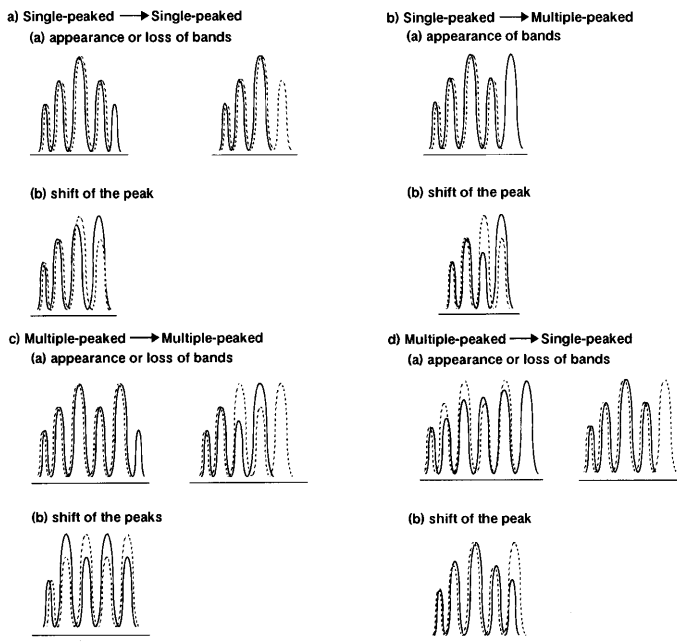 a) Single-peaked → Single-peaked
(a) appearance or loss of bands
(b) shift of the peak
b) Single-peaked → Multiple-peaked
(a) appearance of bands
(b) shift of the peak
c) Multiple-peaked → Multiple-peaked
(a) appearance or loss of bands
(b) shift of the peaks
d) Multiple-peaked → Single-peaked
(a) appearance or loss of bands
(b) shift of the peak